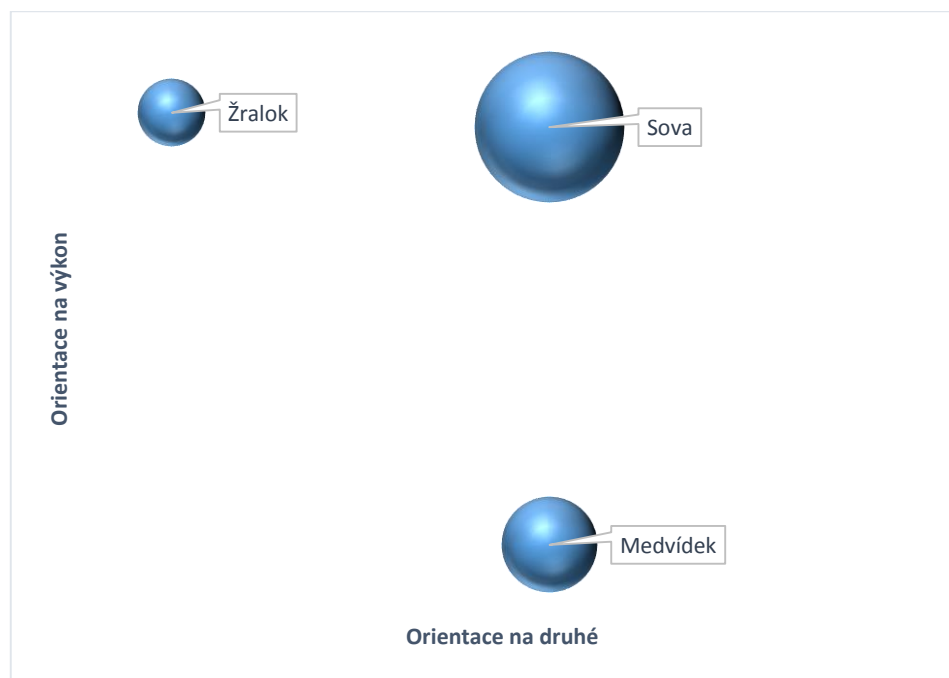 Žralok
Sova
Orientace na výkon
Medvídek
Orientace na druhé